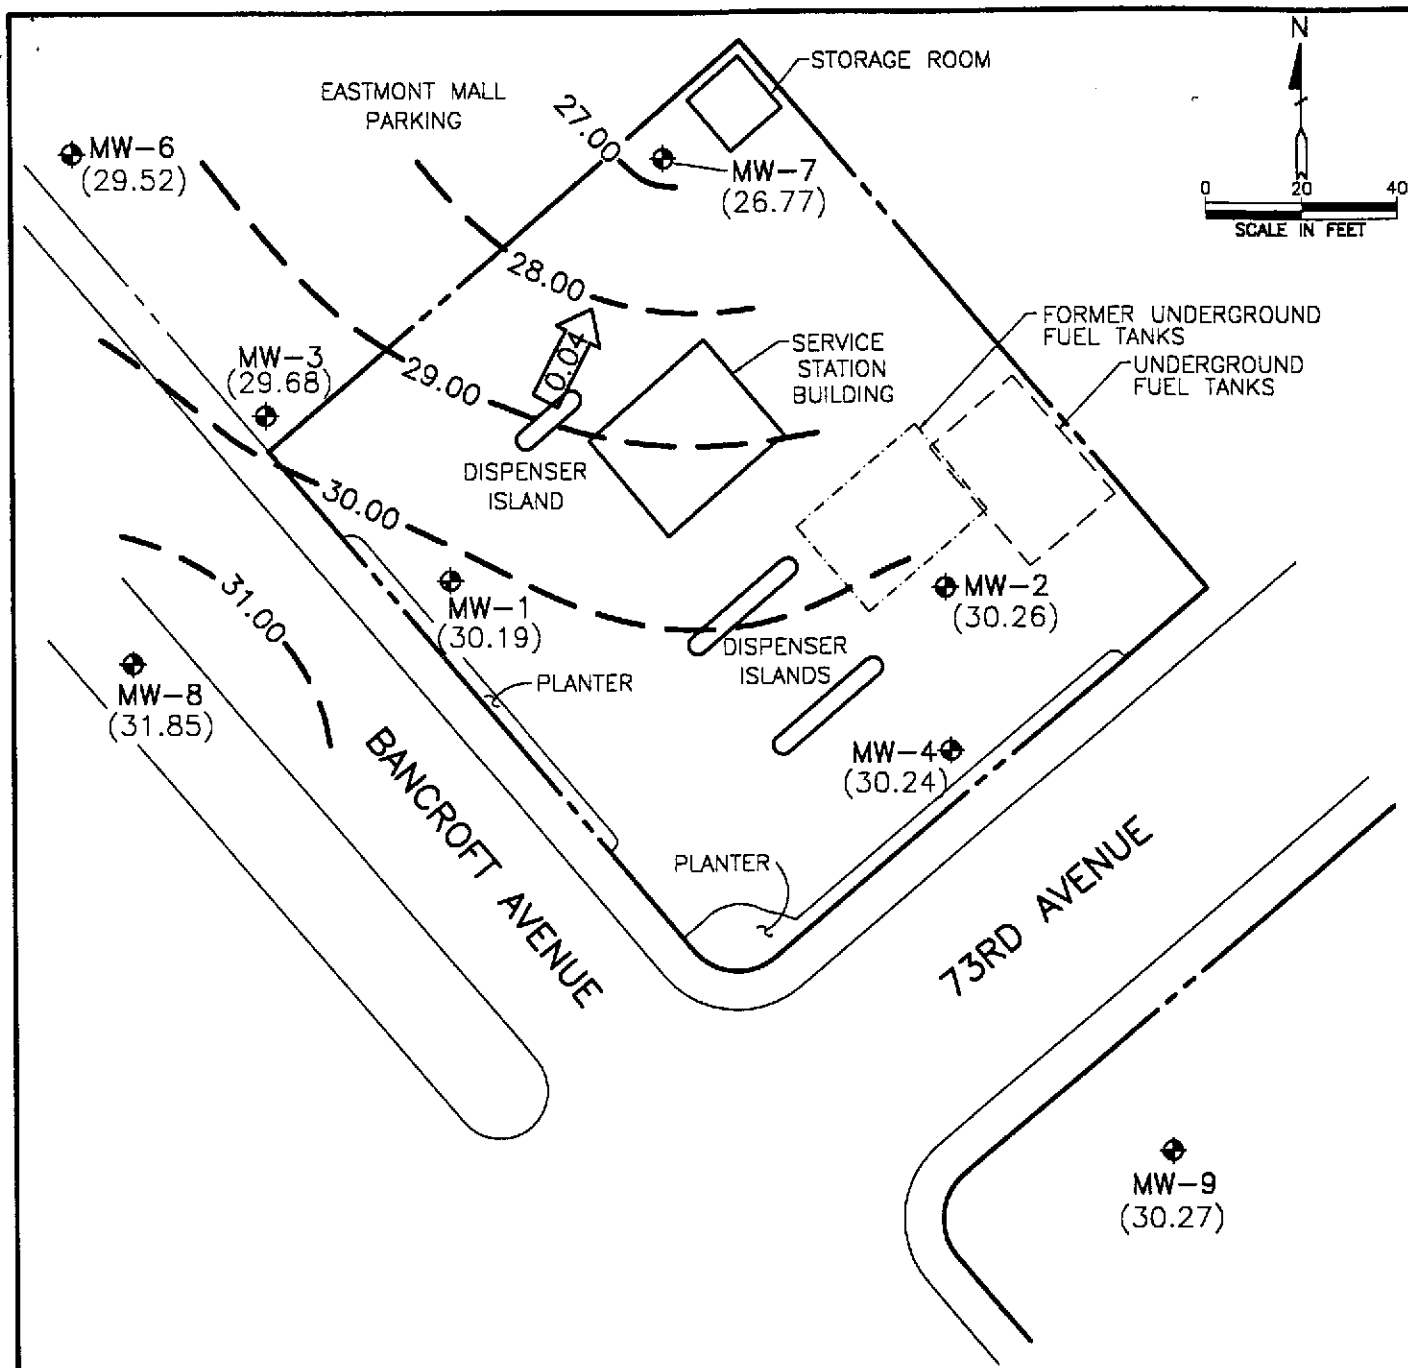 N
STORAGE ROOM
EASTMONT MALL
PARKING
27.00
MW-6
(29.52)
MW-7
(26.77)
0 20 40
SCALE IN FEET
28.00
FORMER UNDERGROUND
FUEL TANKS
UNDERGROUND
FUEL TANKS
SERVICE
STATION
BUILDING
0.04
MW-3
(29.68)
29.00
DISPENSER
ISLAND
30.00
MW-1
(30.19)
MW-2
(30.26)
31.00
DISPENSER
ISLANDS
PLANTER
MW-8
(31.85)
MW-4
(30.24)
BANCROFT AVENUE
PLANTER
73RD AVENUE
MW-9
(30.27)